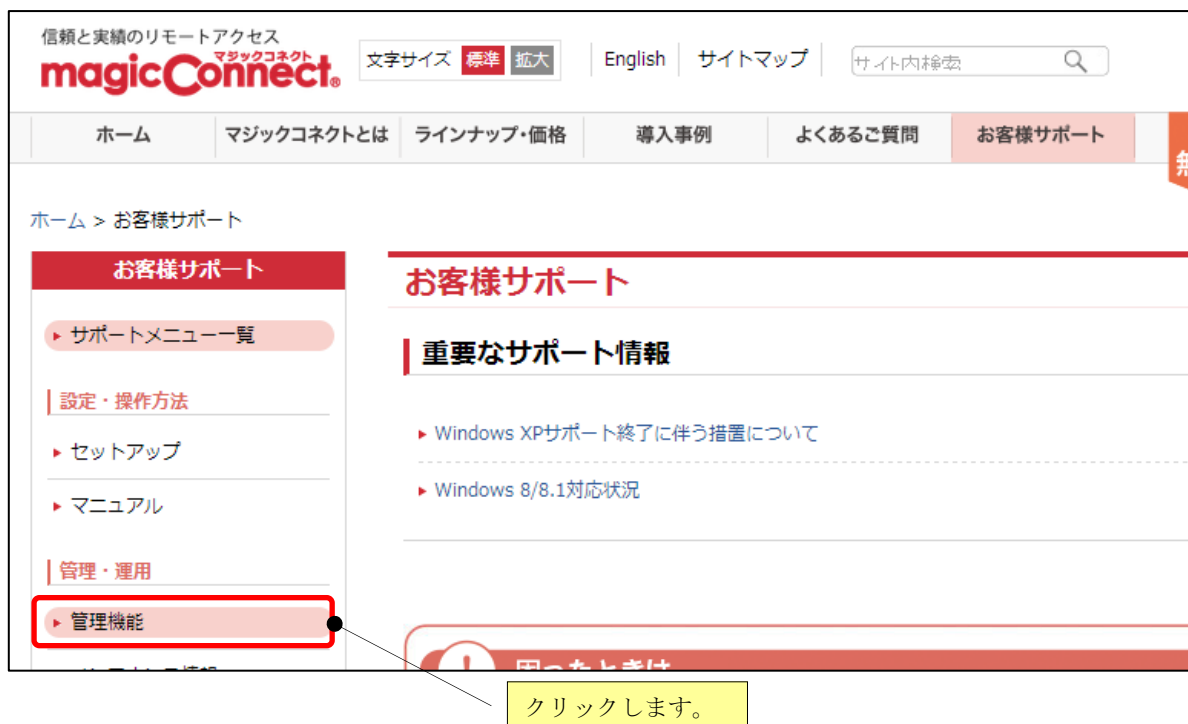 信頼と実績のリモートアクセス
マジックコネクト
magicConnect®
文字サイズ 標準 拡大
English サイトマップ
サイト内検索
ホーム マジックコネクトとは ラインナップ・価格 導入事例 よくあるご質問 お客様サポート
ホーム > お客様サポート
お客様サポート
サポートメニュー一覧
設定・操作方法
セットアップ
マニュアル
管理・運用
管理機能
お客様サポート
重要なサポート情報
Windows XPサポート終了に伴う措置について
Windows 8/8.1対応状況
困ったときは
クリックします。